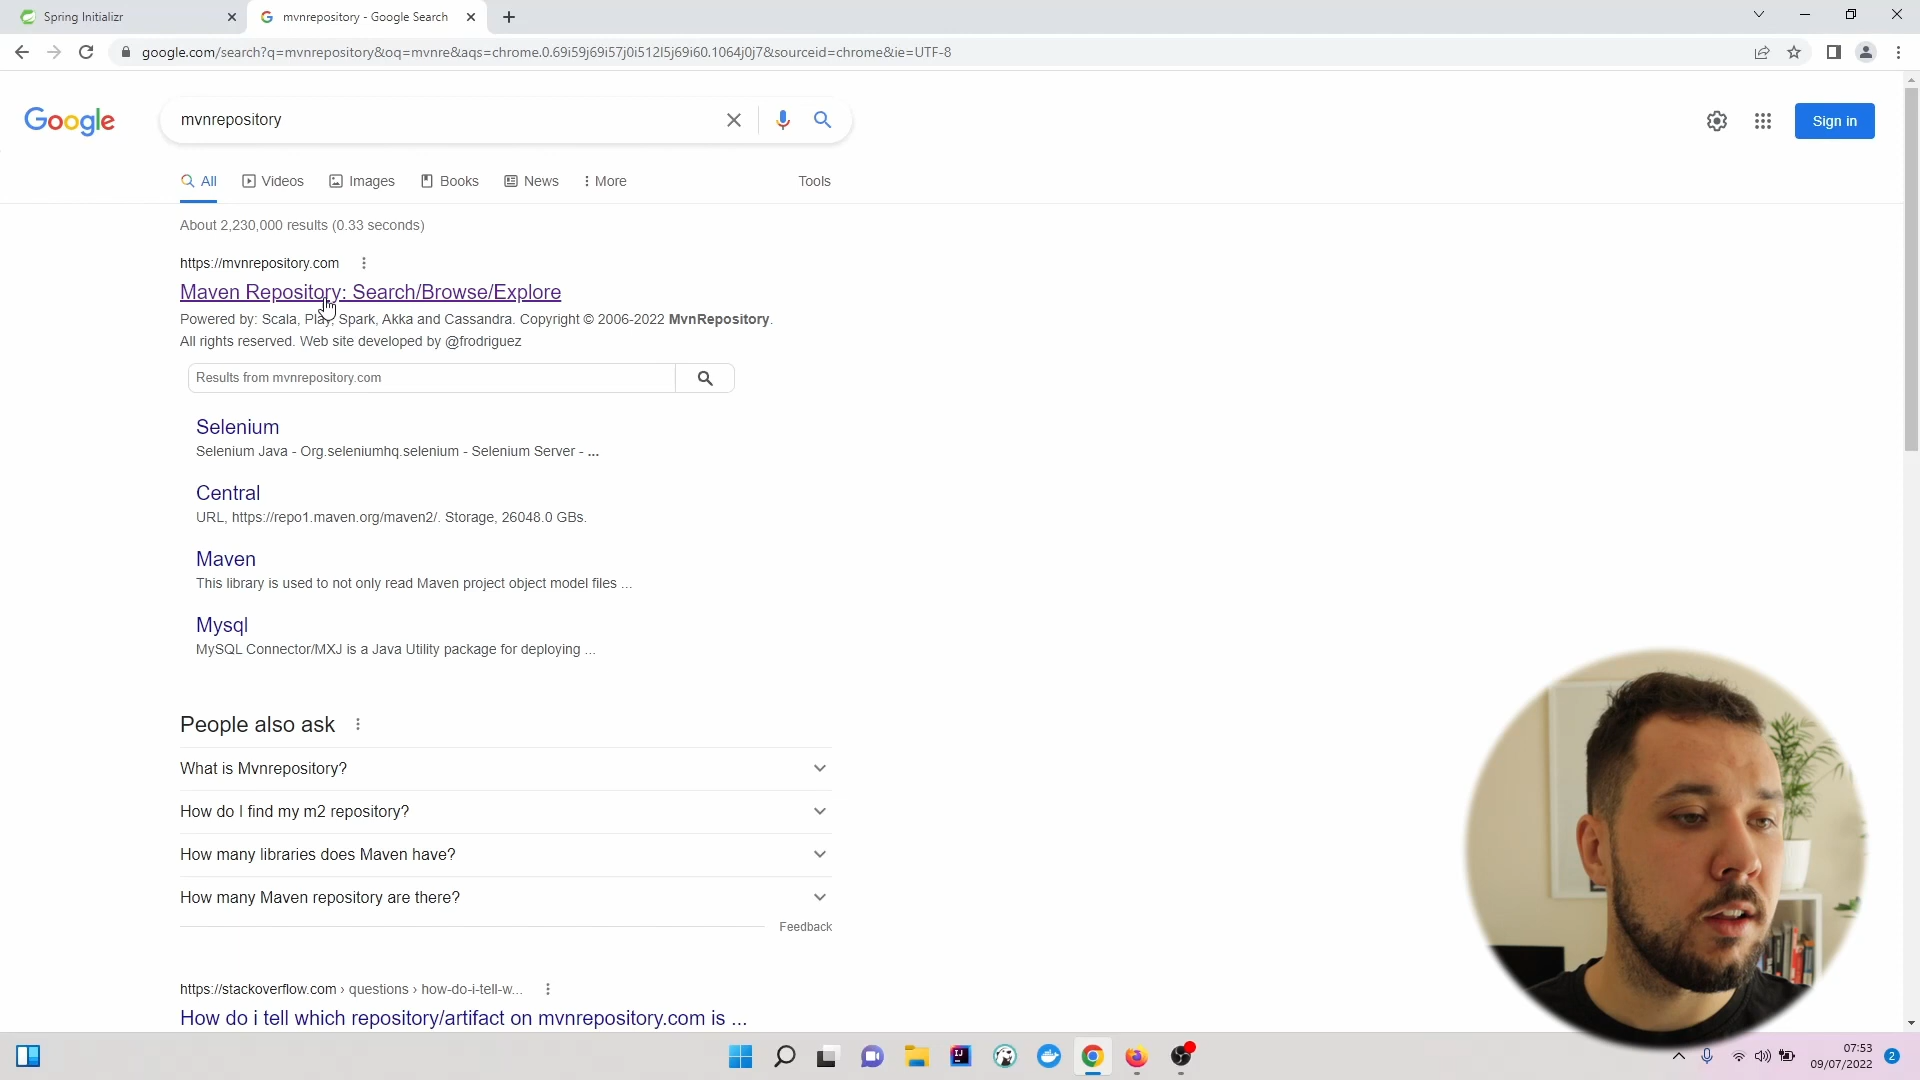 Spring Initializr
mvnrepository - Google Search
google.com/search?q=mvnrepository&oq=mvnre&aqs=chrome.0.69i59j69i57j0i512l5j69i60.1064j0j7&sourceid=chrome&ie=UTF-8
Google
mvnrepository
Sign in
All
Videos
Images
Books
News
More
Tools
About 2,230,000 results (0.33 seconds)
https://mvnrepository.com
Maven Repository: Search/Browse/Explore
Powered by: Scala, Play, Spark, Akka and Cassandra. Copyright © 2006-2022 MvnRepository.
All rights reserved. Web site developed by @frodriguez
Results from mvnrepository.com
Selenium
Selenium Java - Org.seleniumhq.selenium - Selenium Server - ...
Central
URL, https://repo1.maven.org/maven2/. Storage, 26048.0 GBs.
Maven
This library is used to not only read Maven project object model files ...
Mysql
MySQL Connector/MXJ is a Java Utility package for deploying ...
People also ask
What is Mvnrepository?
How do I find my m2 repository?
How many libraries does Maven have?
How many Maven repository are there?
Feedback
https://stackoverflow.com › questions › how-do-i-tell-w...
How do i tell which repository/artifact on mvnrepository.com is ...
IJ
07:53
09/07/2022
2